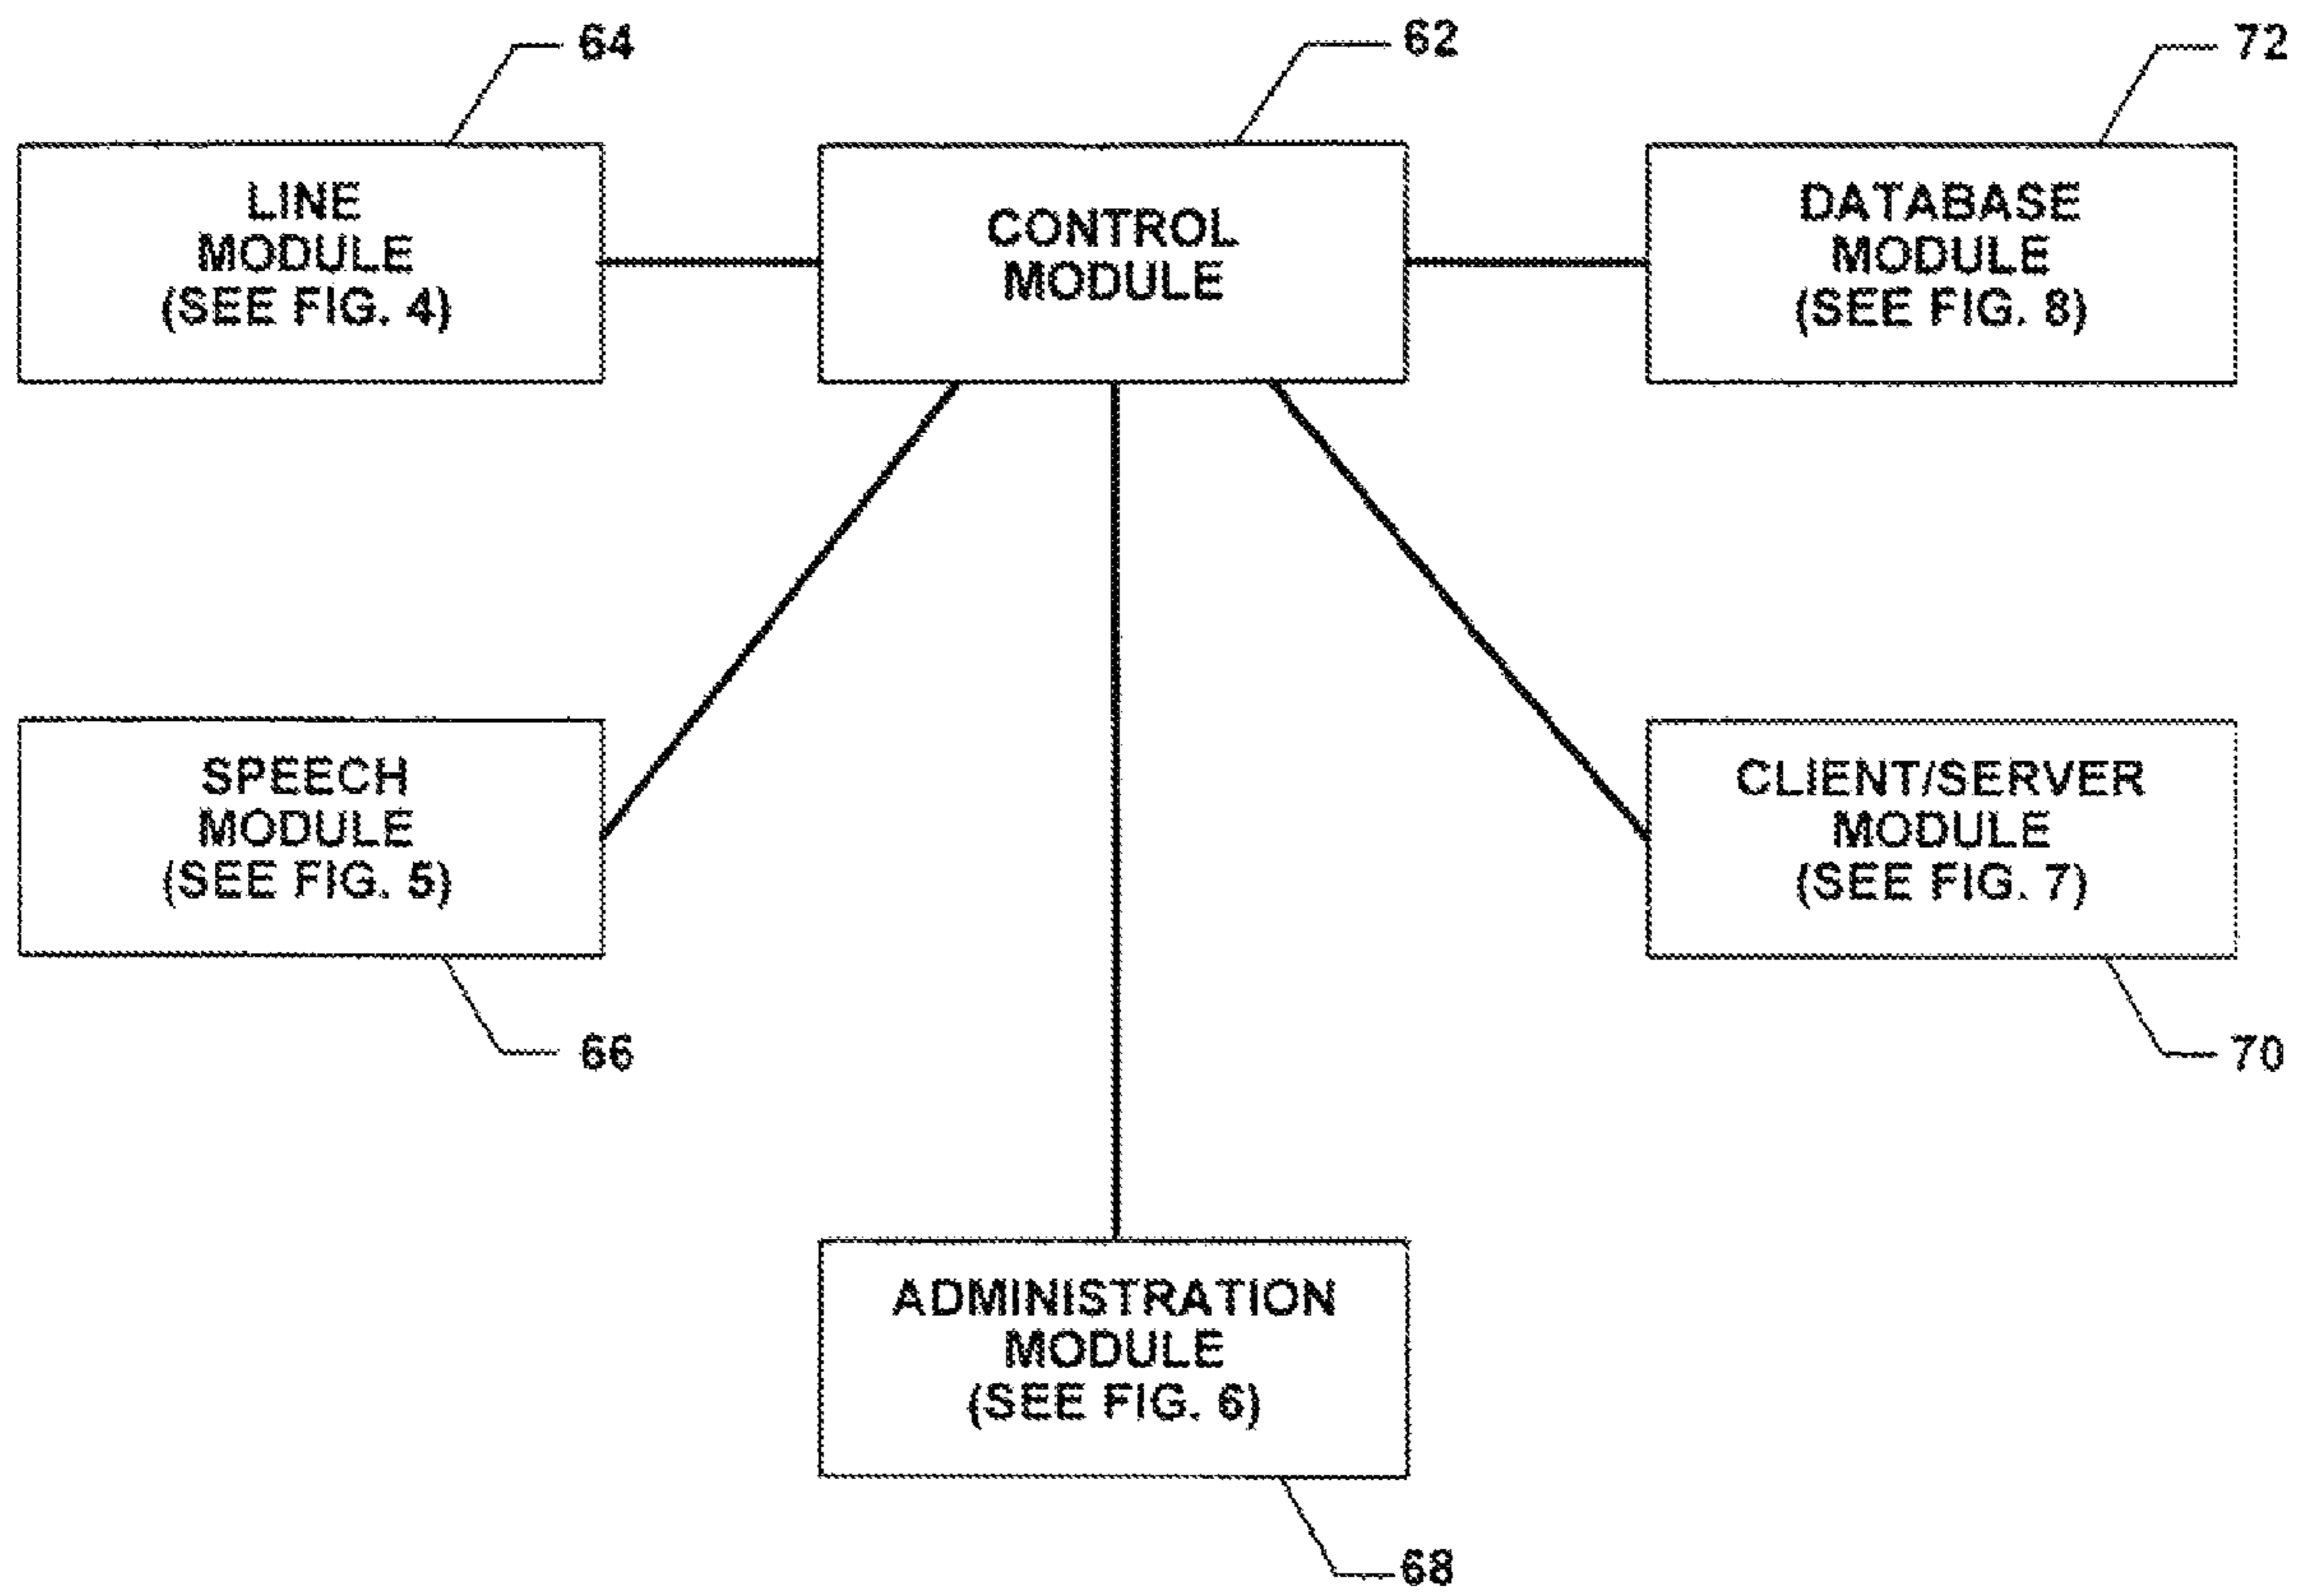 64
62
72
LINE
MODULE
(SEE FIG. 4)
CONTROL
MODULE
DATABASE
MODULE
(SEE FIG. 8)
SPEECH
MODULE
(SEE FIG. 5)
CLIENT/SERVER
MODULE
(SEE FIG. 7)
66
70
ADMINISTRATION
MODULE
(SEE FIG. 6)
68